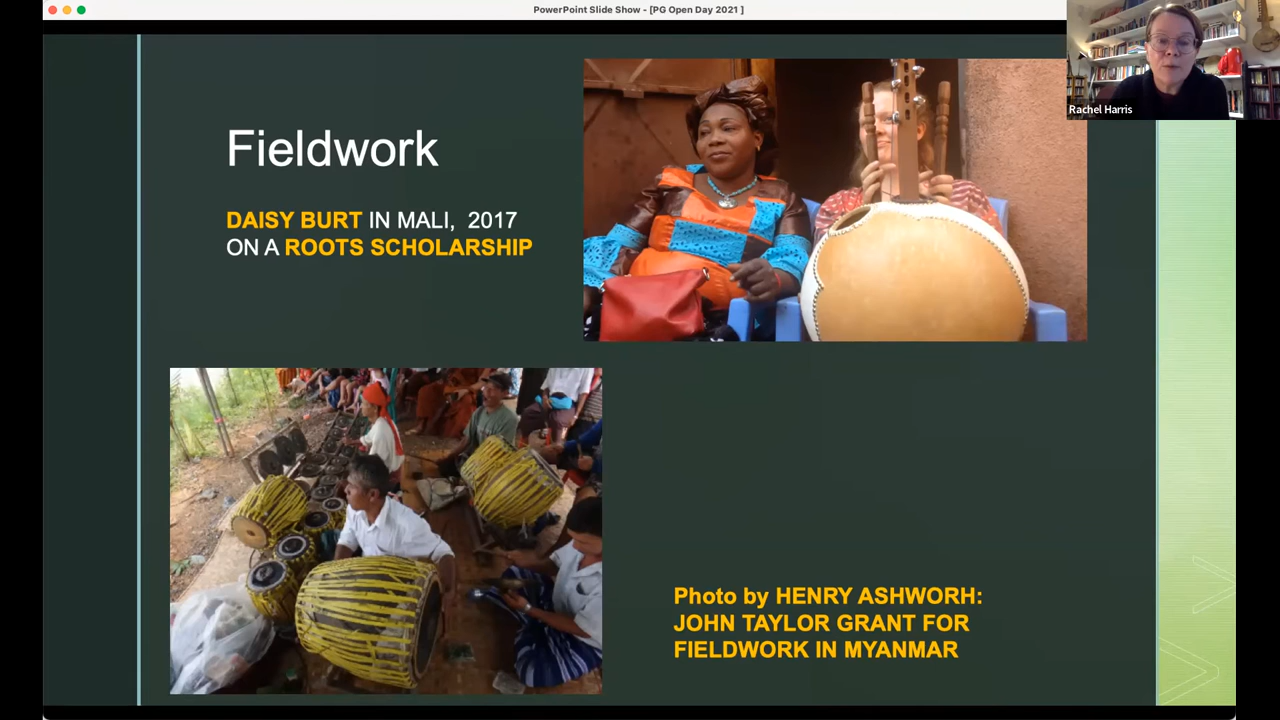 PowerPoint Slide Show - [PG Open Day 2021 ]
Rachel Harris
Fieldwork
DAISY BURT IN MALI,  2017
ON A ROOTS SCHOLARSHIP
Photo by HENRY ASHWORH:
JOHN TAYLOR GRANT FOR
FIELDWORK IN MYANMAR